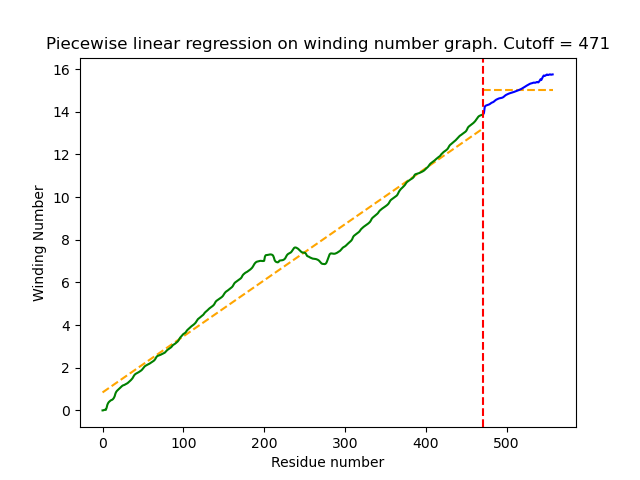 Piecewise linear regression on winding number graph. Cutoff = 471
16
14
12
10
8
6
4
2
0
Winding Number
0 100 200 300 400 500
Residue number